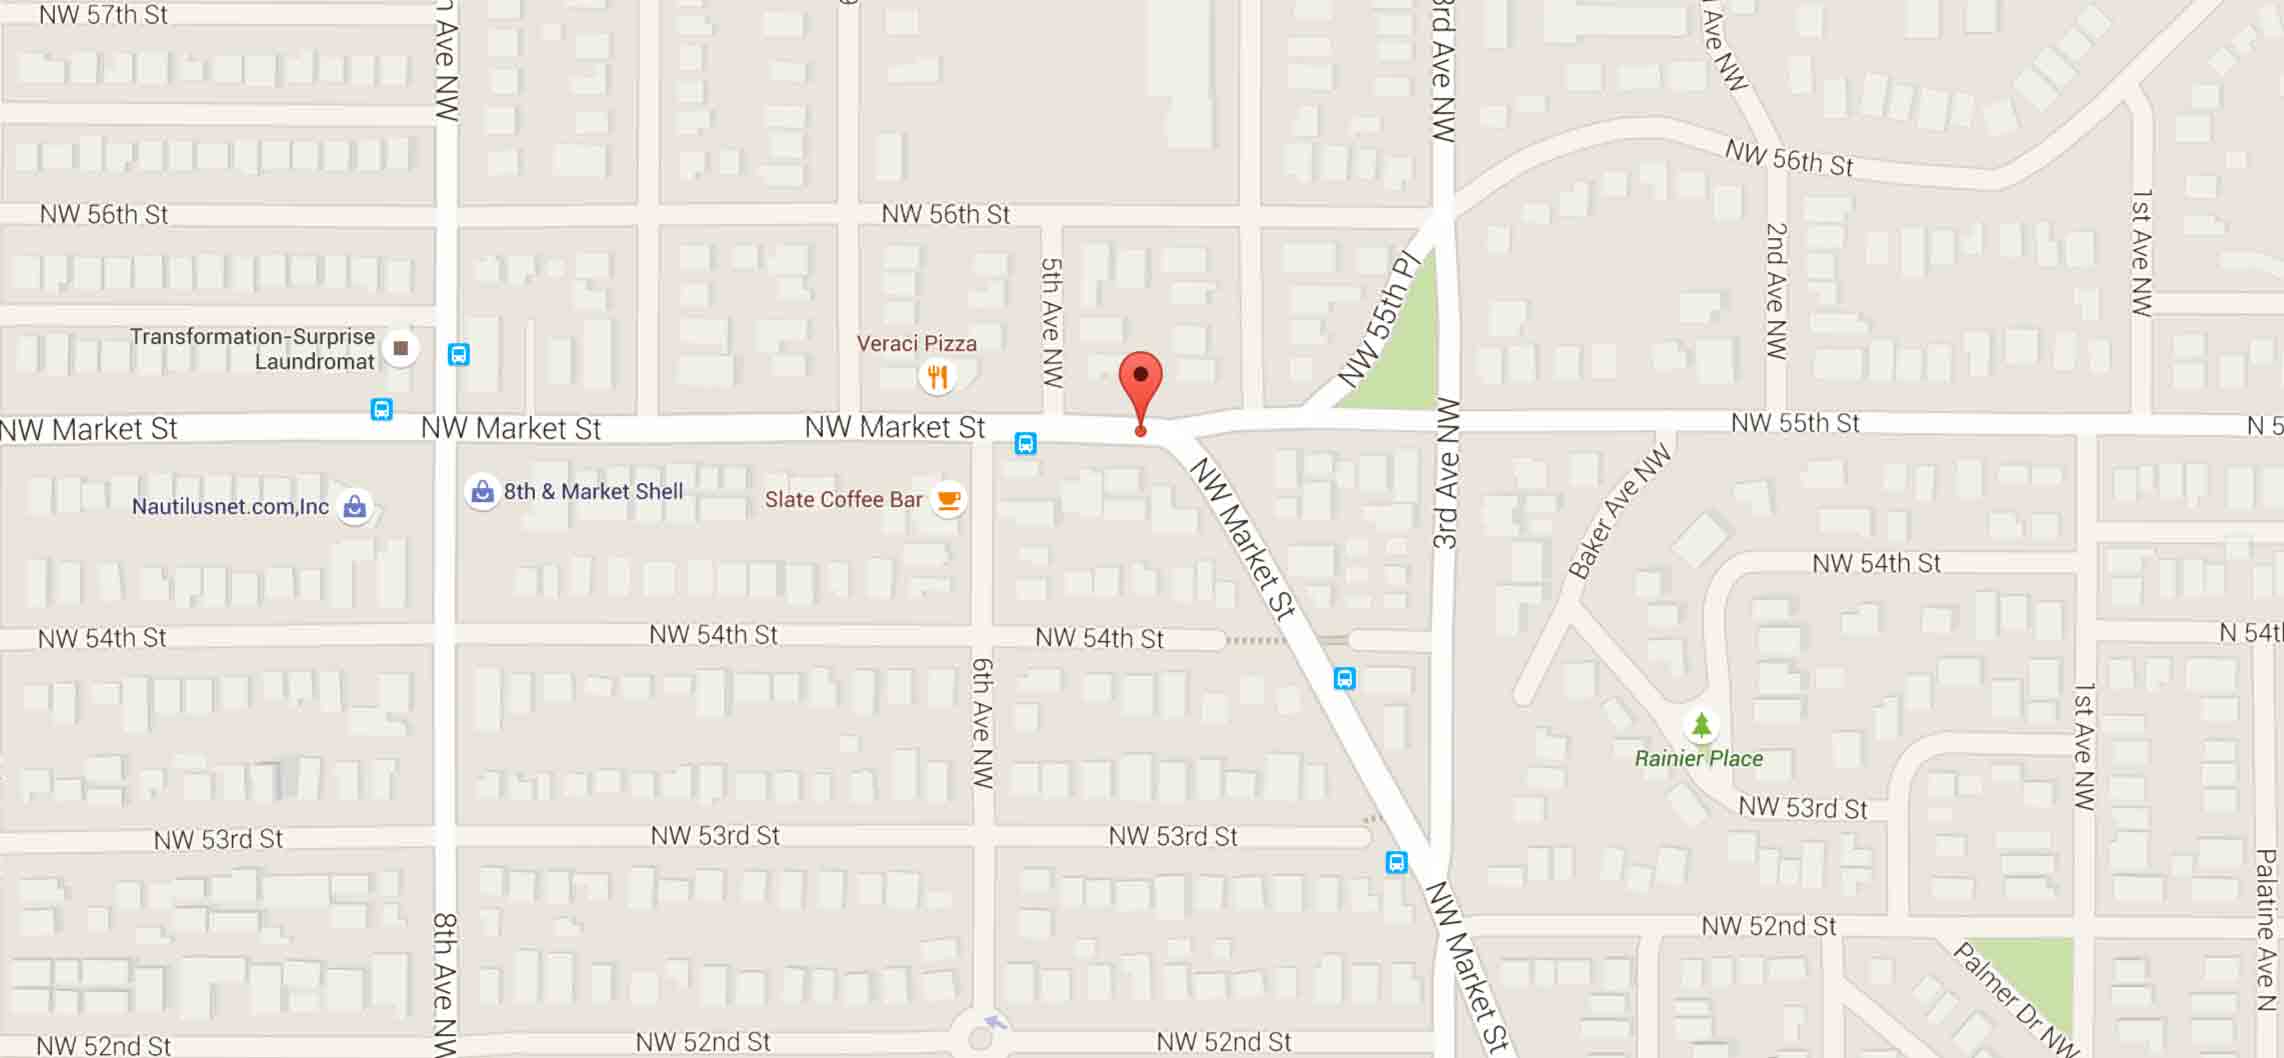 NW 57th St
Ave NW
3rd Ave NW
Ave NW
NW 56th St
NW 56th St
NW 56th St
1st Ave NW
2nd Ave NW
5th Ave NW
NW 55th Pl
Transformation-Surprise
Laundromat
Veraci Pizza
NW Market St
NW Market St
NW Market St
NW 55th St
N 5
3rd Ave NW
Baker Ave NW
NW Market St
Nautilusnet.com,Inc
8th & Market Shell
Slate Coffee Bar
NW 54th St
NW 54th St
NW 54th St
NW 54th St
N 54th
6th Ave NW
1st Ave NW
Rainier Place
NW 53rd St
NW 53rd St
NW 53rd St
NW 53rd St
Palatine Ave N
8th Ave NW
NW Market St
NW 52nd St
Palmer Dr NW
NW 52nd St
NW 52nd St
NW 52nd St